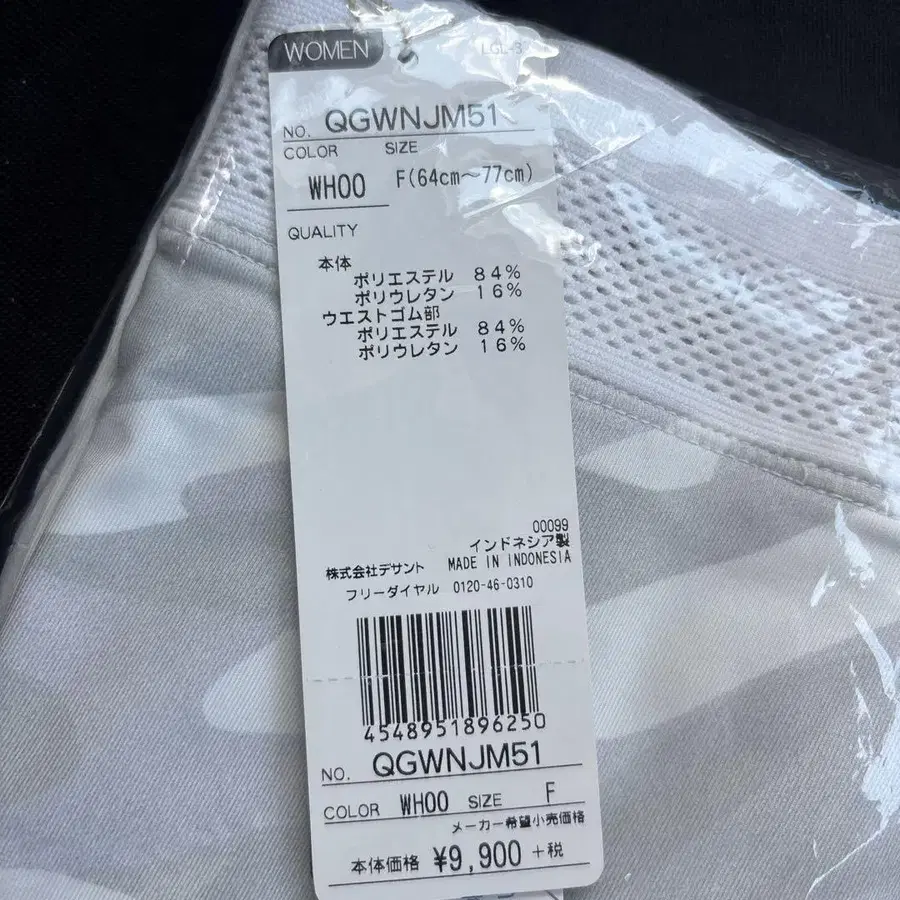 WOMEN
LGL-3
NO. QGWNJM51
COLOR SIZE
WH00 F(64cm～77cm)
QUALITY
本体
ポリエステル 84%
ポリウレタン 16%
ウエストゴム部
ポリエステル 84%
ポリウレタン 16%
00099
インドネシア製
株式会社デサント MADE IN INDONESIA
フリーダイヤル 0120-46-0310
4548951896250
NO. QGWNJM51
COLOR WH00 SIZE F
メーカー希望小売価格
本体価格 ¥9,900 +税